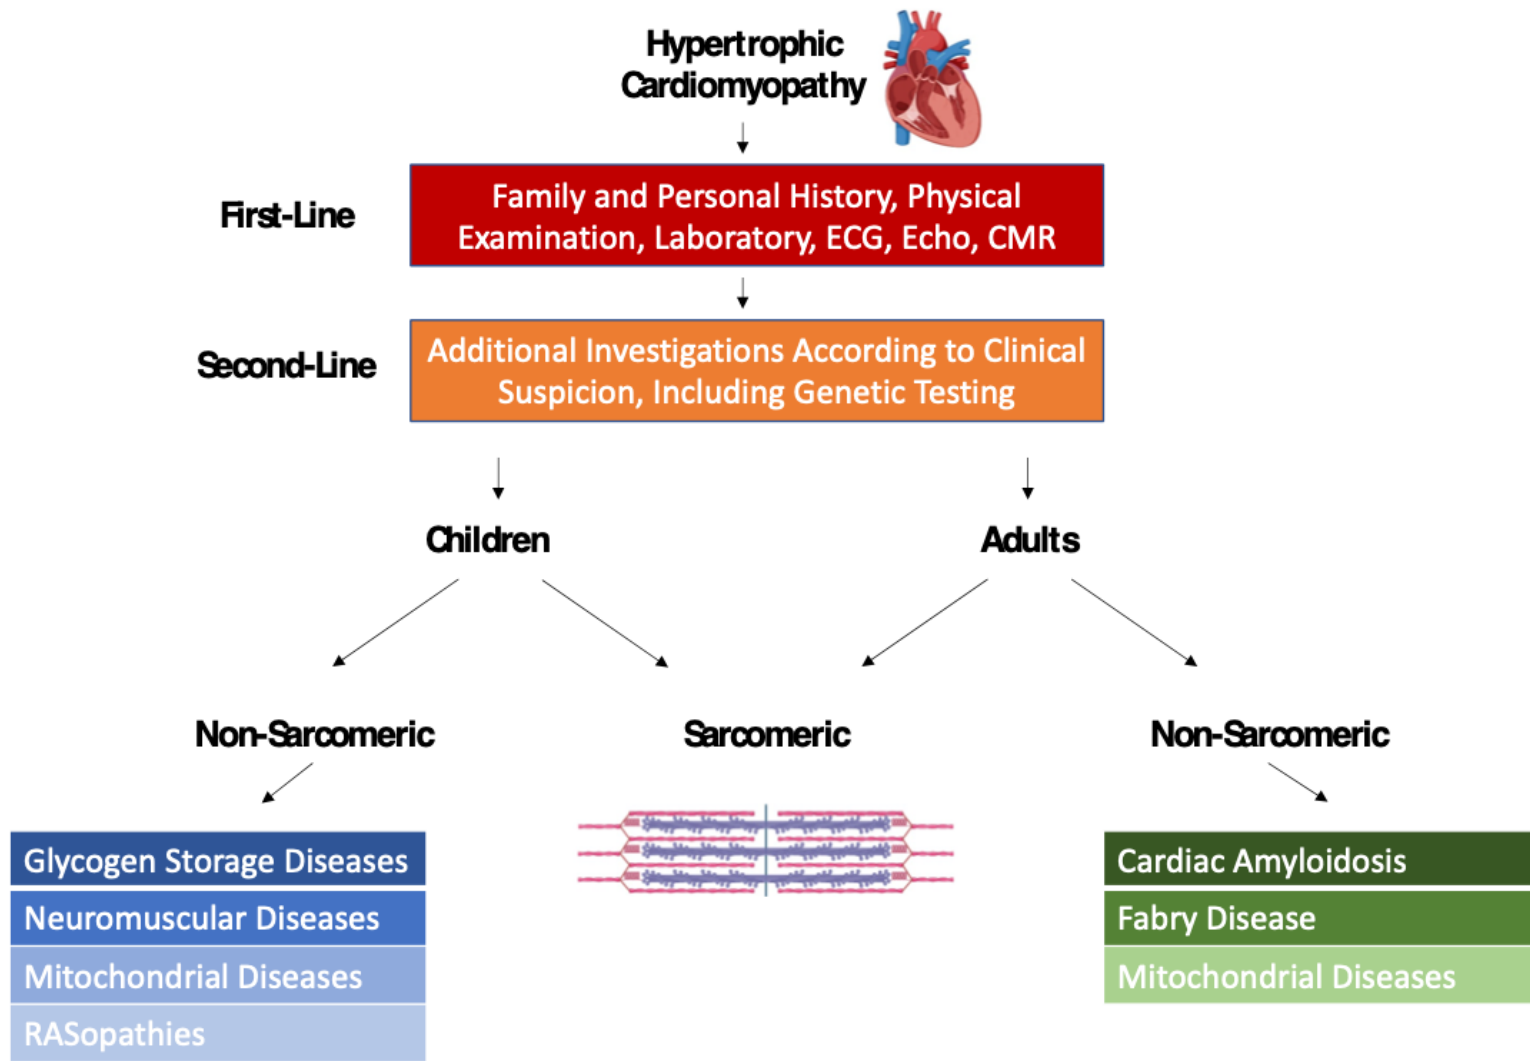 Hypertrophic
Cardiomyopathy
First-Line
Family and Personal History, Physical
Examination, Laboratory, ECG, Echo, CMR
Second-Line
Additional Investigations According to Clinical
Suspicion, Including Genetic Testing
Children
Adults
Non-Sarcomeric
Sarcomeric
Non-Sarcomeric
Glycogen Storage Diseases
Neuromuscular Diseases
Mitochondrial Diseases
RASopathies
Cardiac Amyloidosis
Fabry Disease
Mitochondrial Diseases